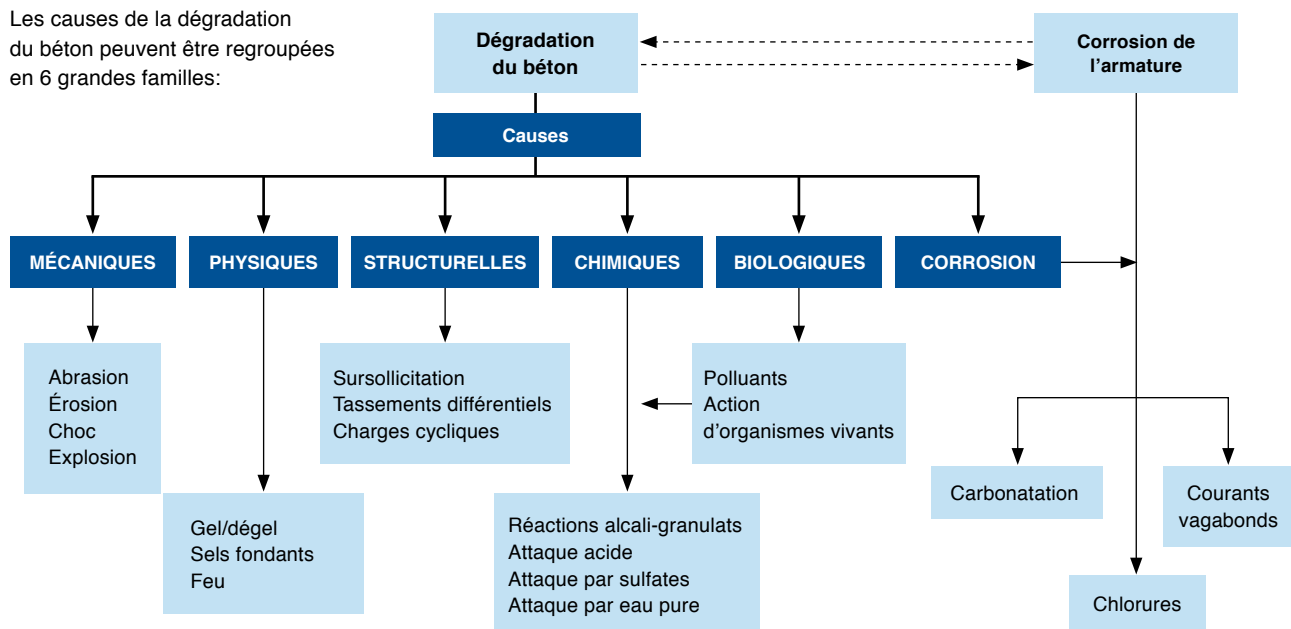 Les causes de la dégradation
du béton peuvent être regroupées
en 6 grandes familles:
Dégradation
du béton
Corrosion de
l'armature
Causes
MÉCANIQUES
PHYSIQUES
STRUCTURELLES
CHIMIQUES
BIOLOGIQUES
CORROSION
Abrasion
Érosion
Choc
Explosion
Sursollicitation
Tassements différentiels
Charges cycliques
Polluants
Action
d'organismes vivants
Gel/dégel
Sels fondants
Feu
Réactions alcali-granulats
Attaque acide
Attaque par sulfates
Attaque par eau pure
Carbonatation
Courants
vagabonds
Chlorures